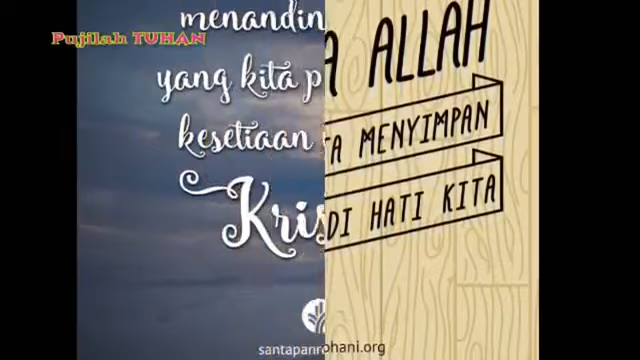 Pujilah TUHAN
menandin
yang kita p
kesetiaan
Kris
A ALLAH
TA MENYIMPAN
DI HATI KITA
santapanrohani.org